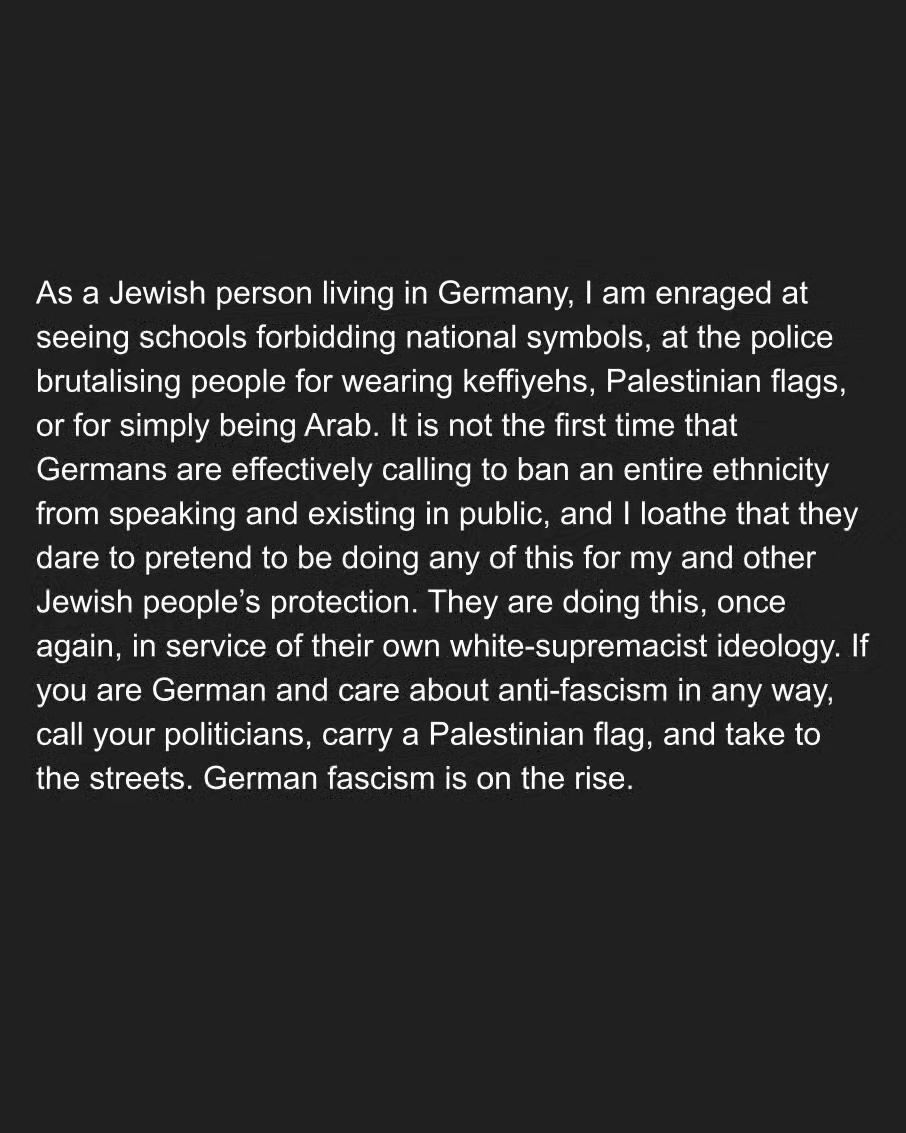 As a Jewish person living in Germany, I am enraged at
seeing schools forbidding national symbols, at the police
brutalising people for wearing keffiyehs, Palestinian flags,
or for simply being Arab. It is not the first time that
Germans are effectively calling to ban an entire ethnicity
from speaking and existing in public, and I loathe that they
dare to pretend to be doing any of this for my and other
Jewish people’s protection. They are doing this, once
again, in service of their own white-supremacist ideology. If
you are German and care about anti-fascism in any way,
call your politicians, carry a Palestinian flag, and take to
the streets. German fascism is on the rise.